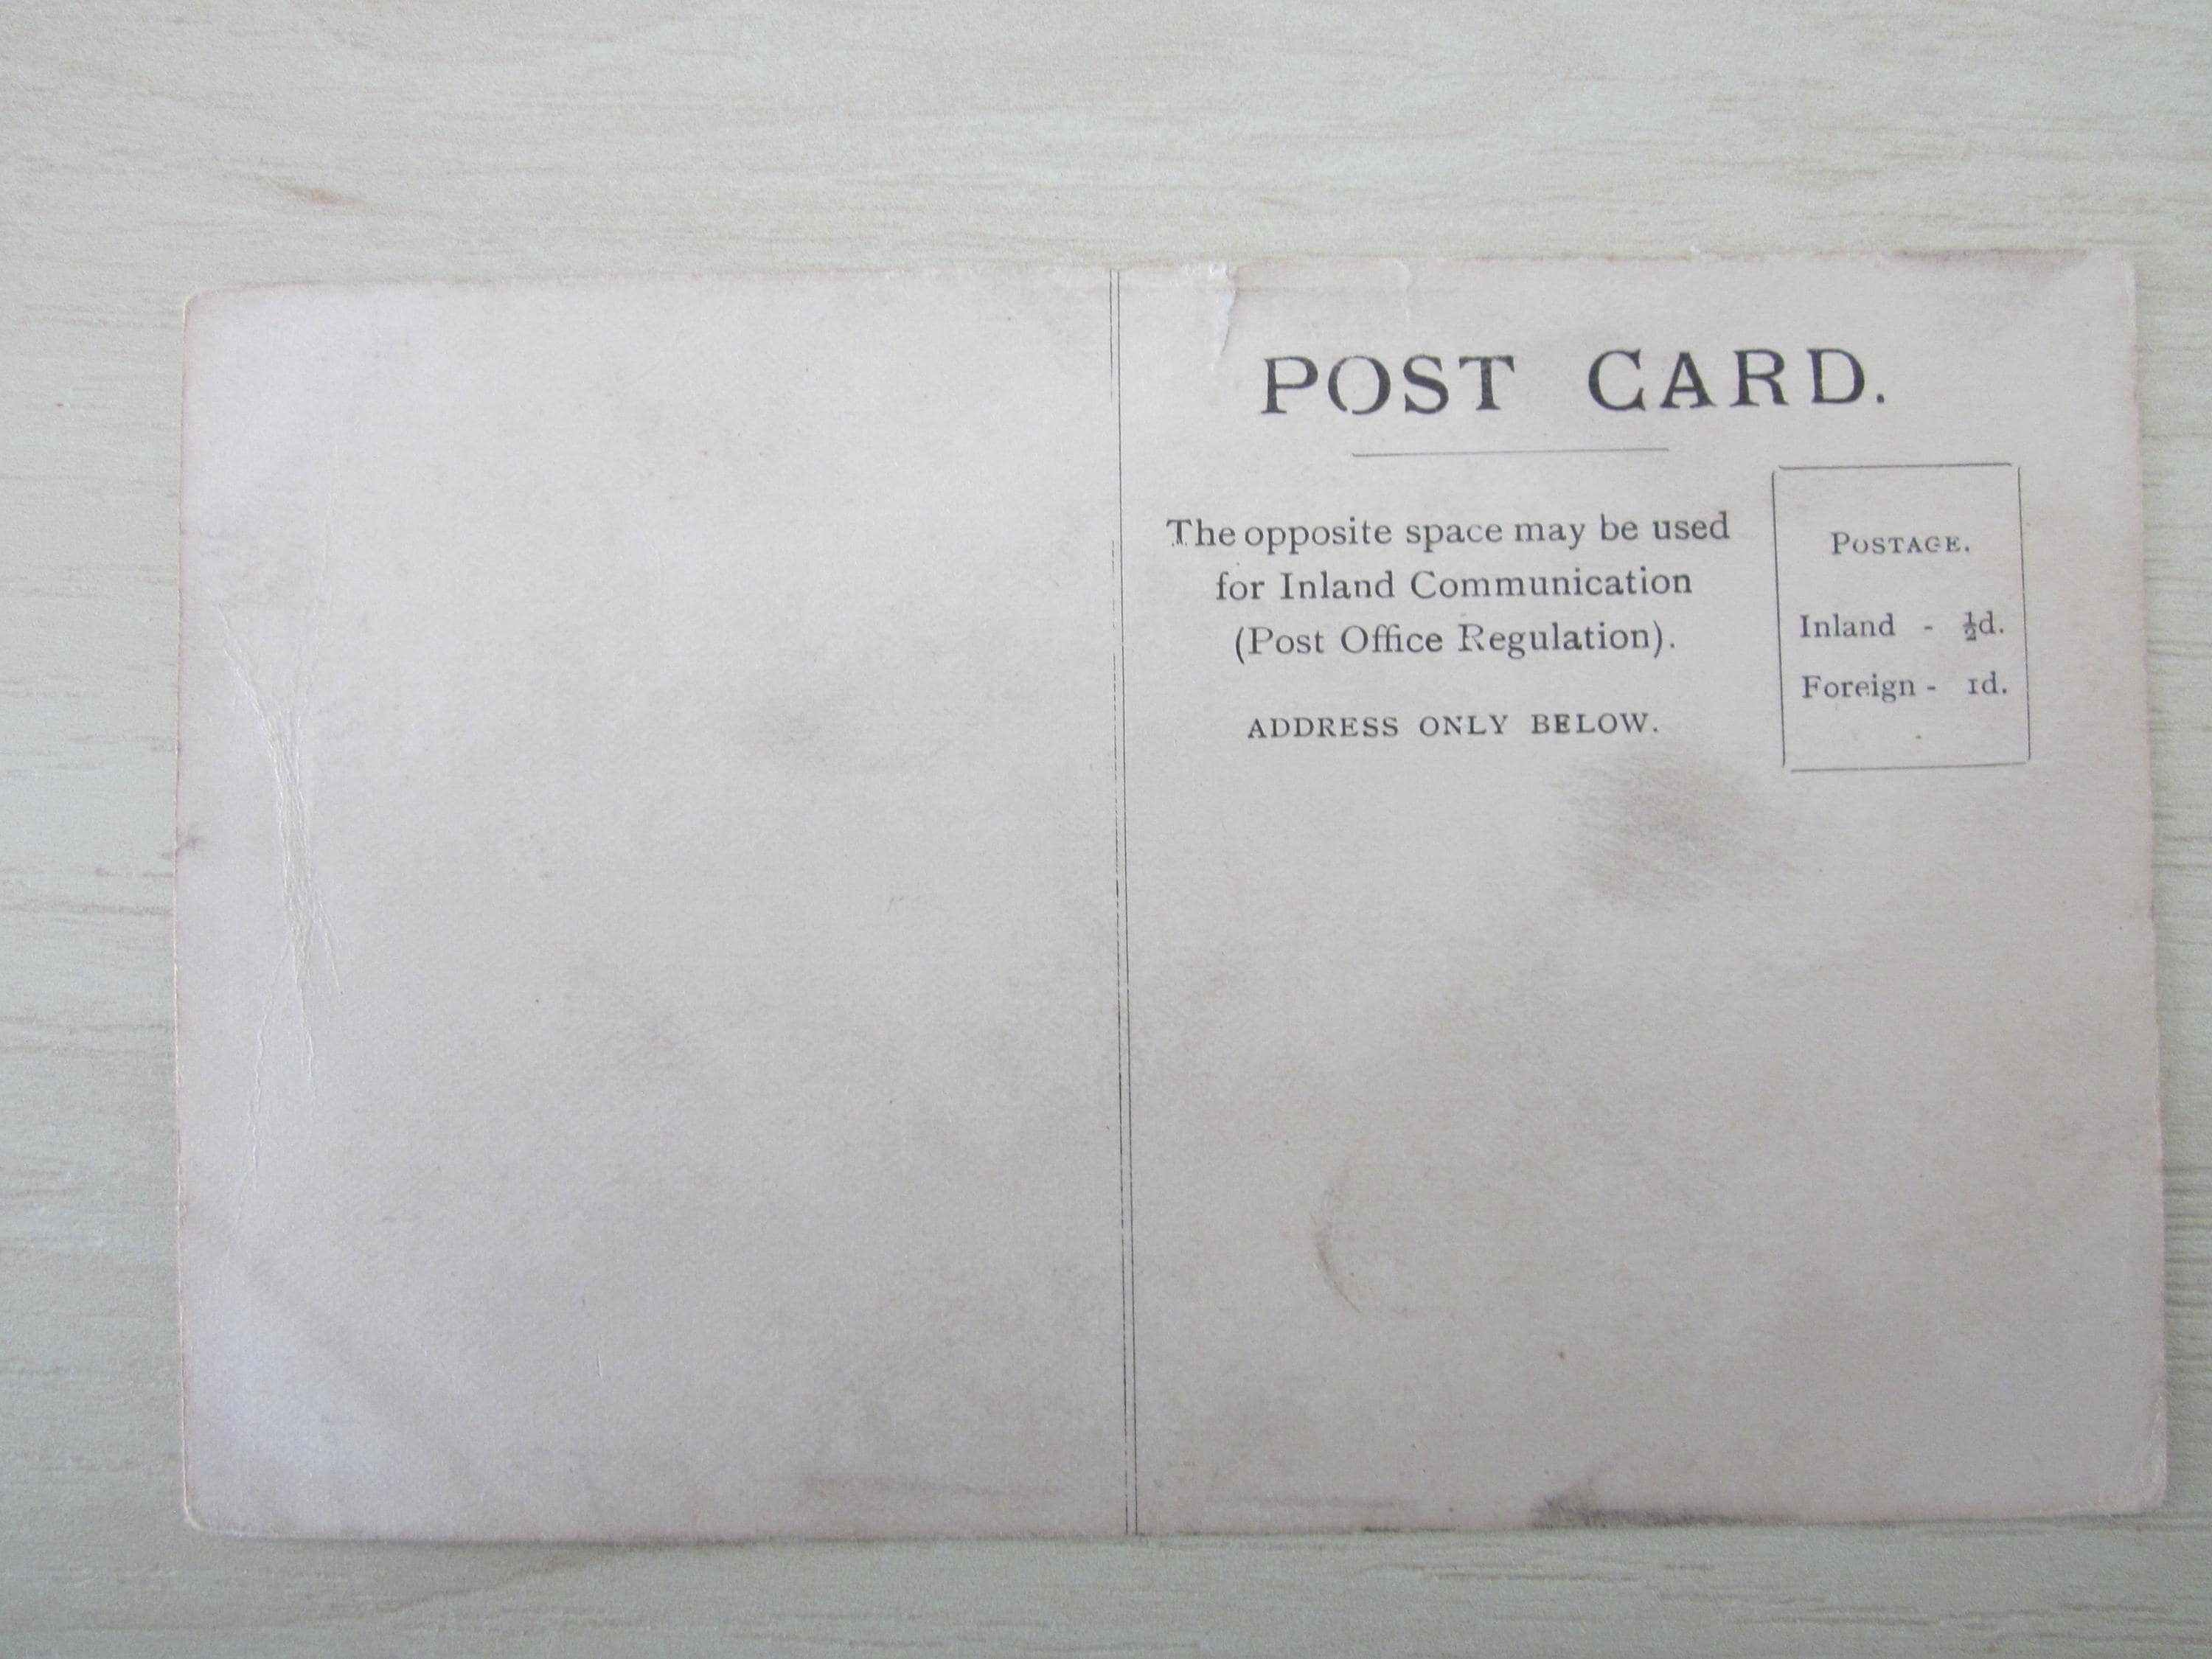 POST CARD.
The opposite space may be used
for Inland Communication
(Post Office Regulation).
ADDRESS ONLY BELOW.
POSTAGE.
Inland - ½d.
Foreign - 1d.